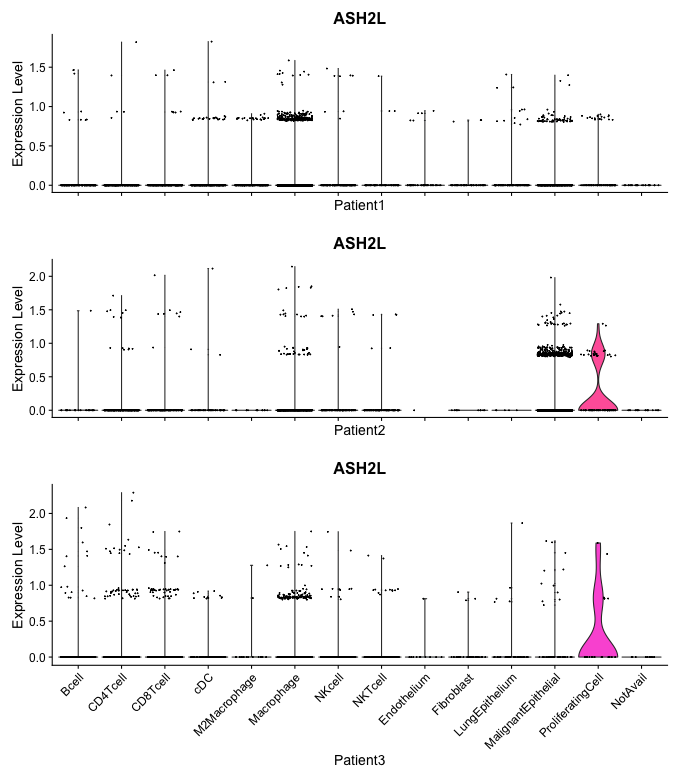 ASH2L
Expression Level
1.5
1.0
0.5
0.0
Patient1
ASH2L
Expression Level
2.0
1.5
1.0
0.5
0.0
Patient2
ASH2L
Expression Level
2.0
1.5
1.0
0.5
0.0
Bcell
CD4Tcell
CD8Tcell
cDC
M2Macrophage
Macrophage
NKcell
NKTcell
Endothelium
Fibroblast
LungEpithelium
MalignantEpithelial
ProliferatingCell
NotAvail
Patient3